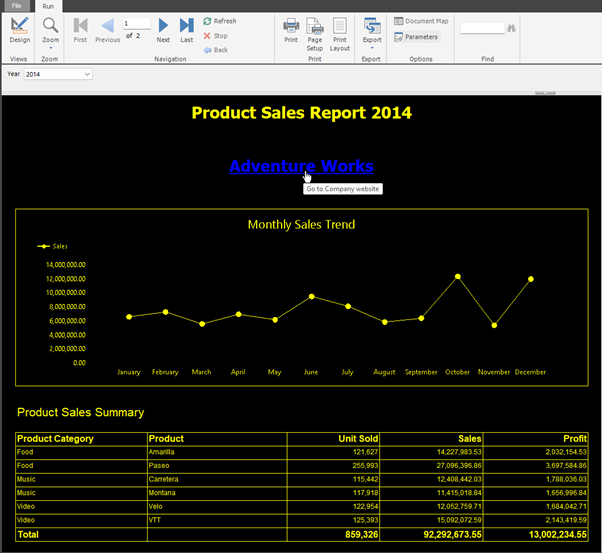 File Run
Design Zoom First Previous 1 of 2 Next Last Refresh Stop Back Print Page Setup Print Layout Export Document Map Parameters
Views Zoom Navigation Print Export Options Find
Year 2014
Product Sales Report 2014
Adventure Works
Go to Company website
Monthly Sales Trend
Sales
14,000,000.00
12,000,000.00
10,000,000.00
8,000,000.00
6,000,000.00
4,000,000.00
2,000,000.00
0.00
January February March April May June July August September October November December
Product Sales Summary
Product Category Product Unit Sold Sales Profit
Food Amarilla 121,627 14,227,983.53 2,032,154.53
Food Paseo 255,993 27,096,396.86 3,697,584.86
Music Carretera 115,442 12,408,442.03 1,788,036.03
Music Montana 117,918 11,415,018.84 1,656,996.84
Video Velo 122,954 12,052,759.71 1,684,042.71
Video VTT 125,393 15,092,072.59 2,143,419.59
Total 859,326 92,292,673.55 13,002,234.55